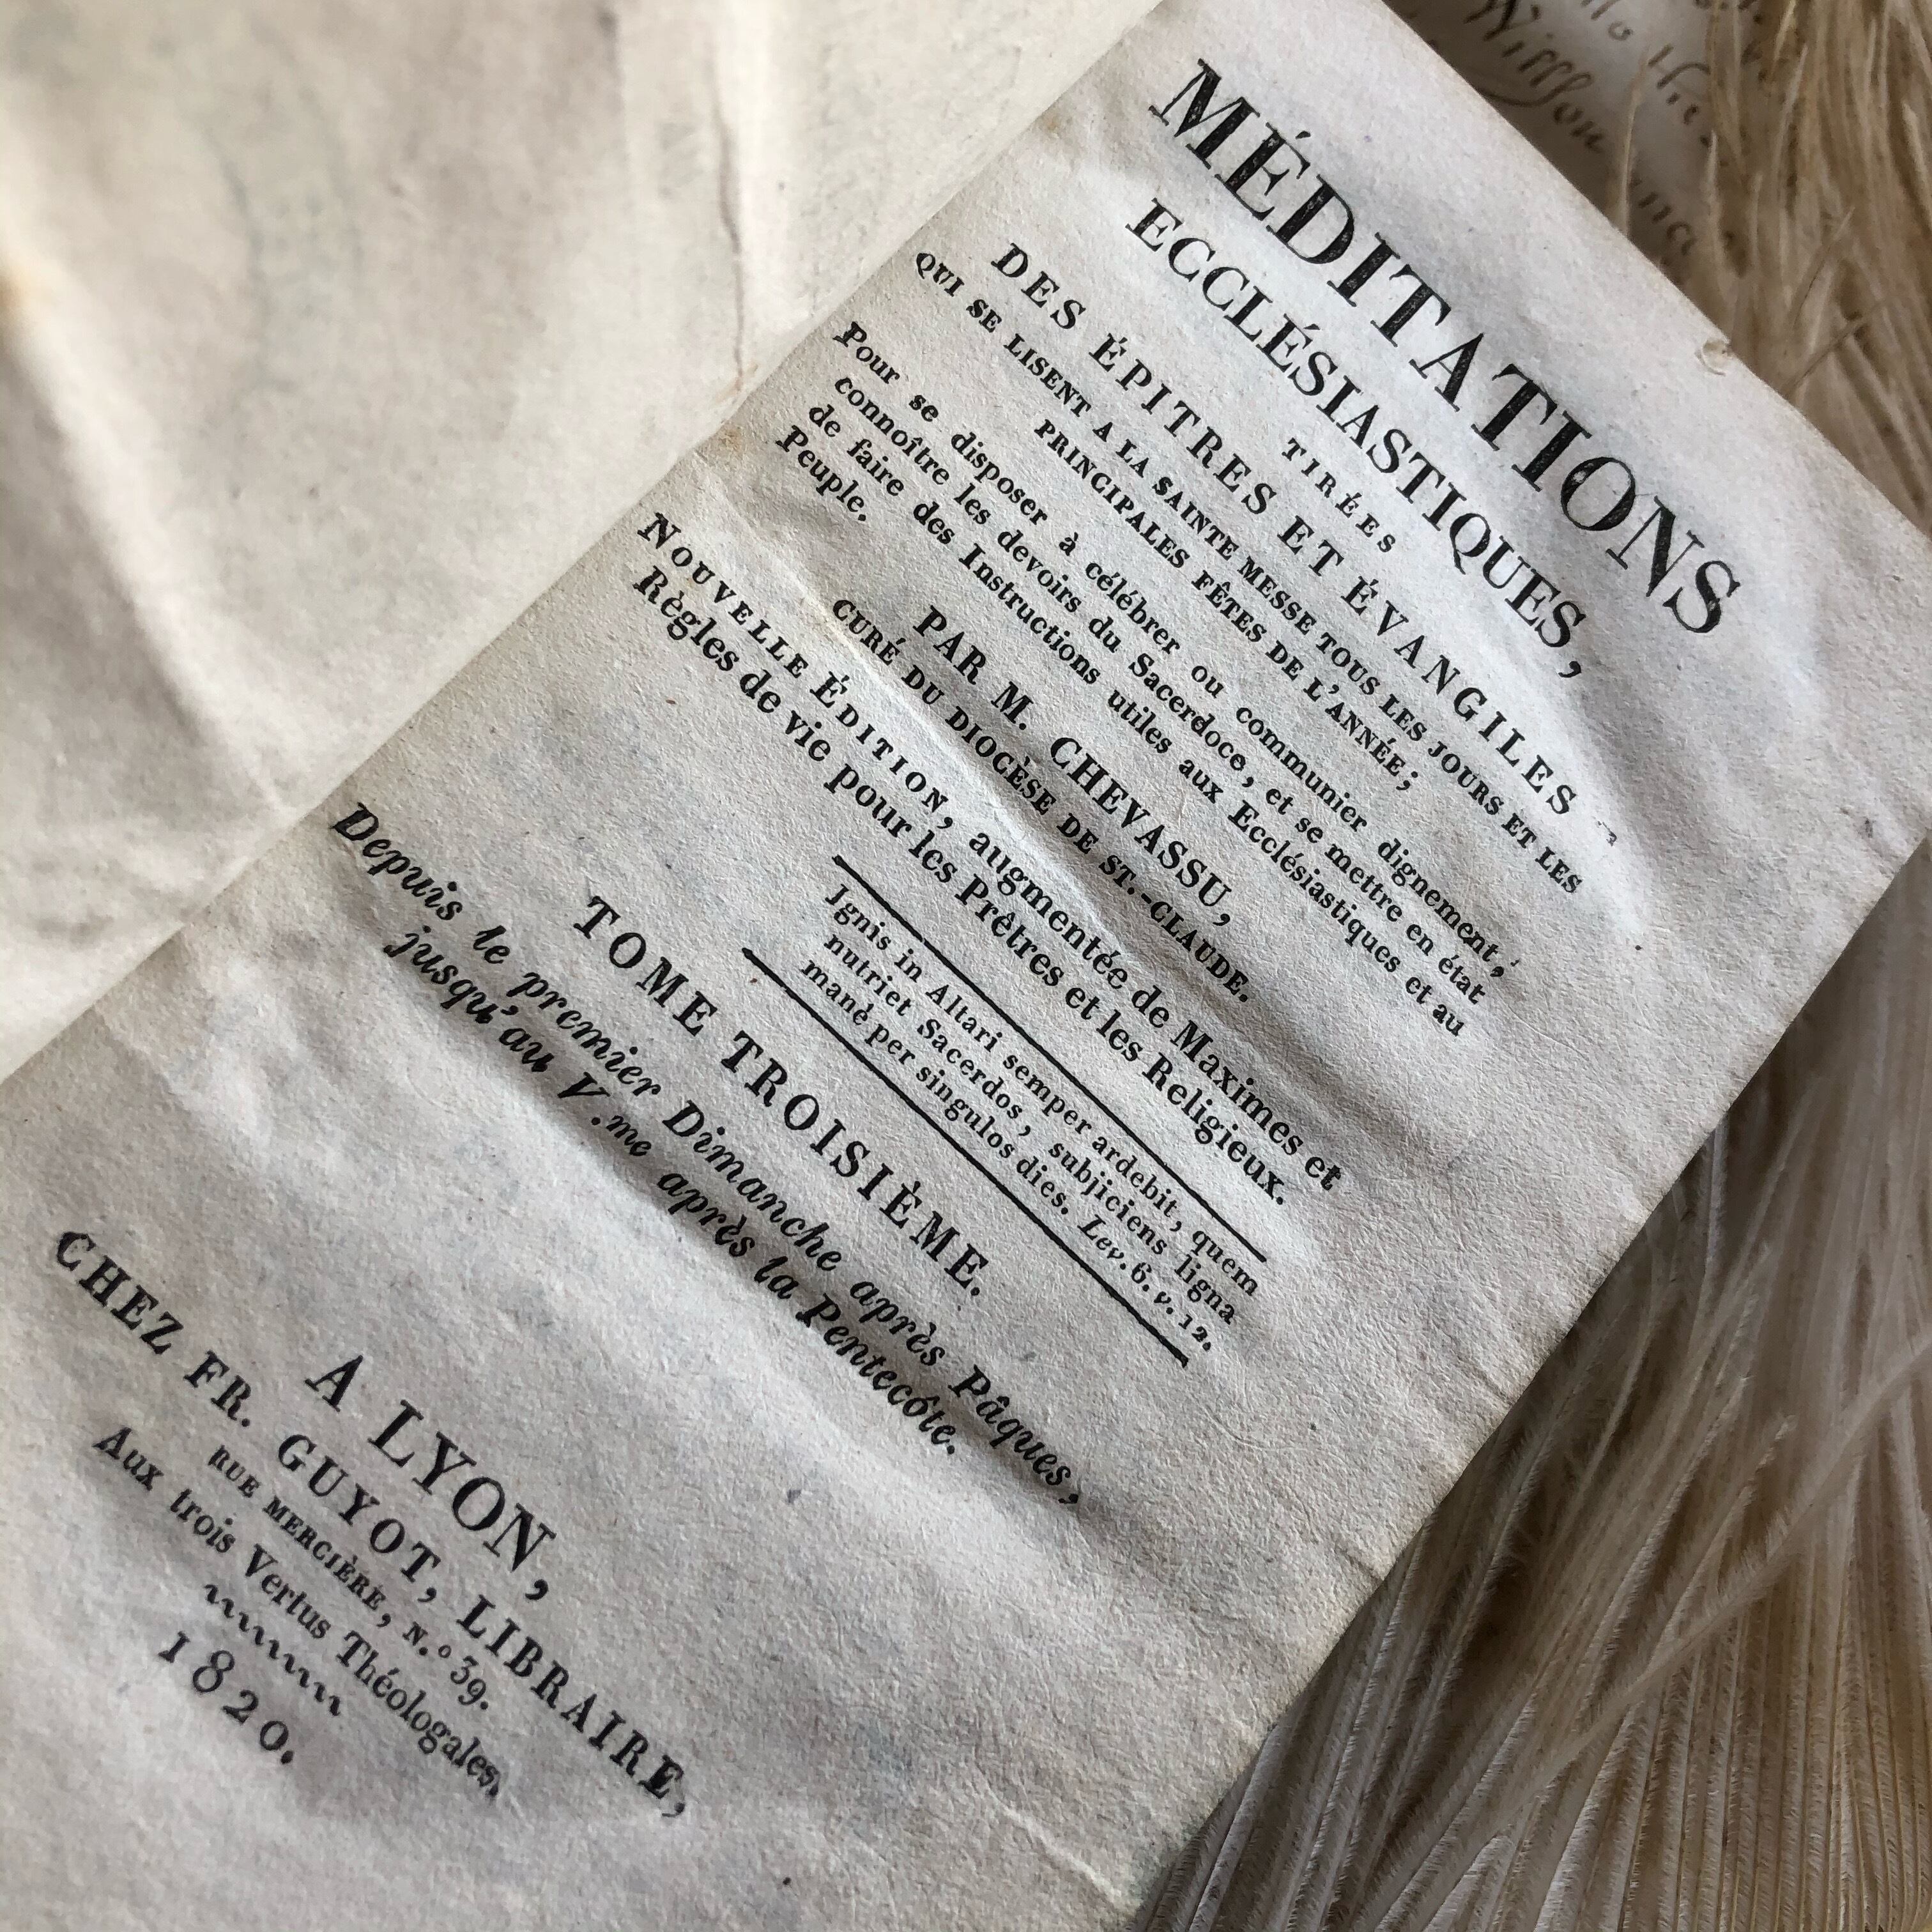 MÉDITATIONS
ECCLÉSIASTIQUES,
TIRÉES
DES ÉPITRES ET ÉVANGILES
QUI SE LISENT A LA SAINTE MESSE TOUS LES JOURS ET LES
PRINCIPALES FÊTES DE L'ANNÉE;
Pour se disposer à célébrer ou communier dignement,
connoître les devoirs du Sacerdoce, et se mettre en état
de faire des Instructions utiles aux Ecclésiastiques et au
Peuple.
PAR M. CHEVASSU,
CURÉ DU DIOCÈSE DE ST.-CLAUDE.
NOUVELLE ÉDITION, augmentée de Maximes et
Règles de vie pour les Prêtres et les Religieux.
Ignis in Altari semper ardebit, quem
nutriet Sacerdos, subjiciens ligna
manè per singulos dies. Lev. 6. v. 12.
TOME TROISIÈME.
Depuis le premier Dimanche après Pâques,
jusqu'au V.me après la Pentecôte.
A LYON,
CHEZ FR. GUYOT, LIBRAIRE,
RUE MERCIÈRE, N.º 39.
Aux trois Vertus Théologales.
1820.